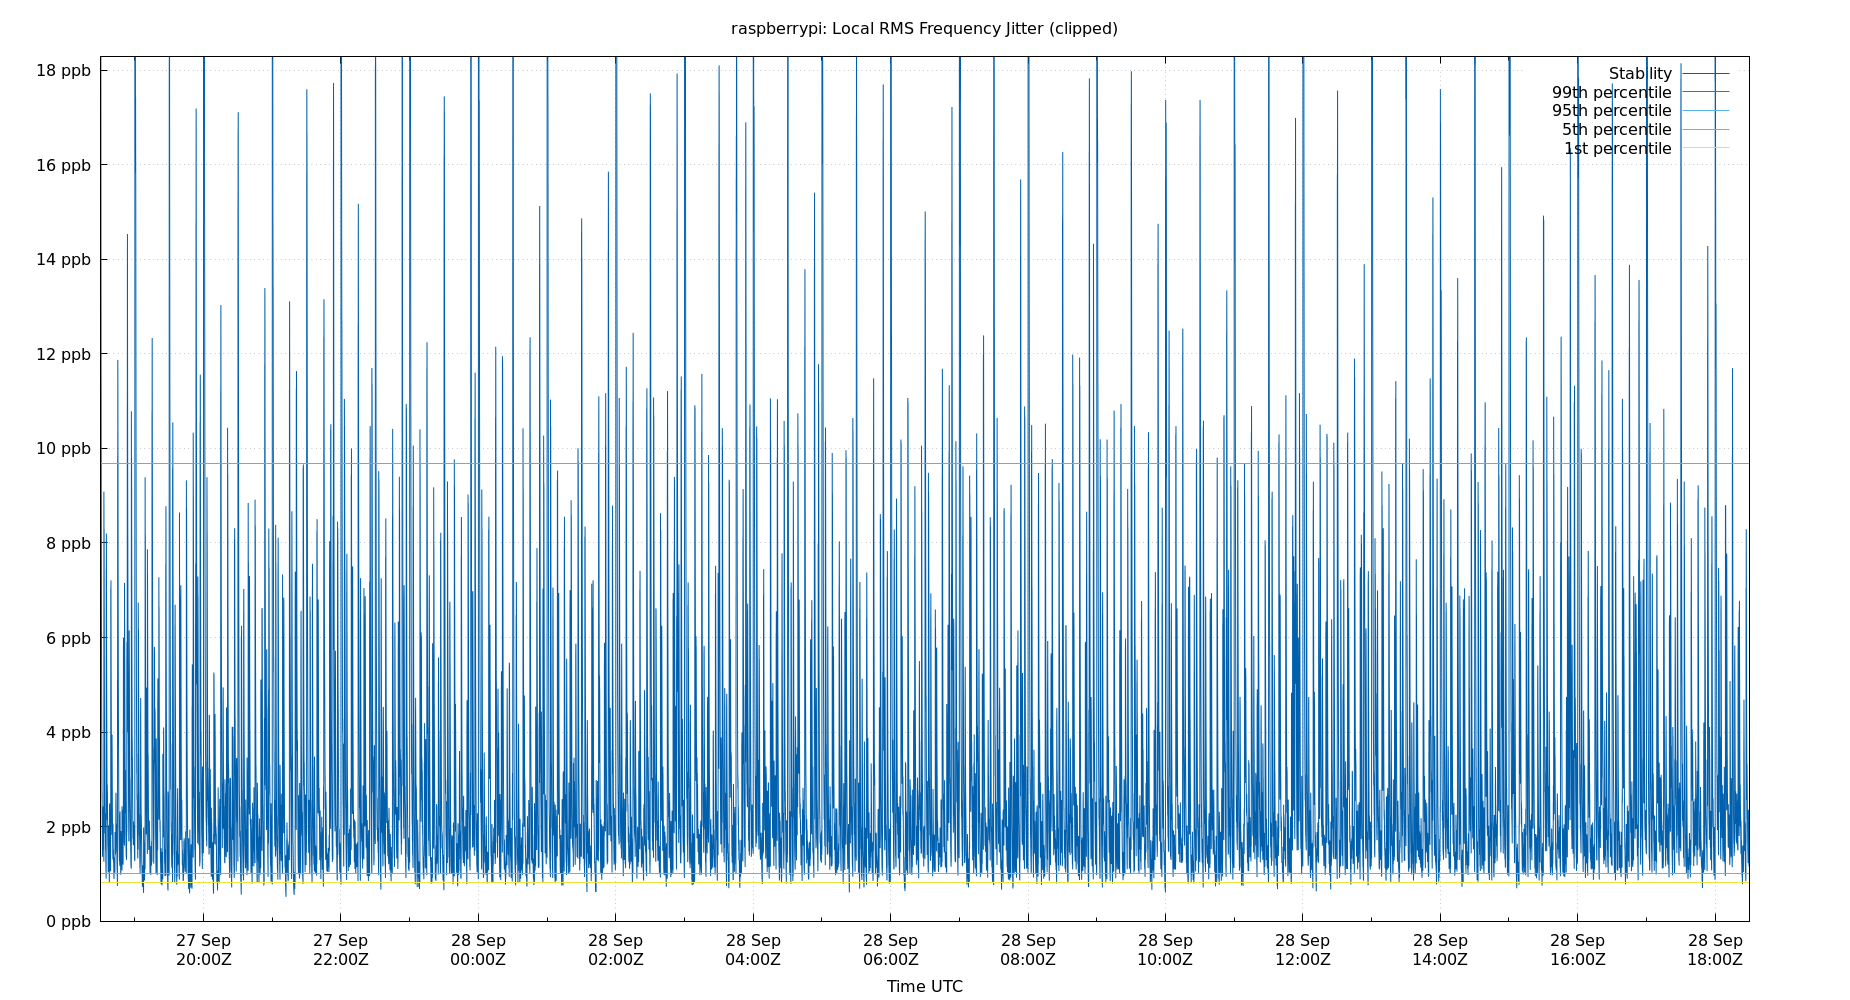 raspberrypi: Local RMS Frequency Jitter (clipped)
18 ppb
16 ppb
14 ppb
12 ppb
10 ppb
8 ppb
6 ppb
4 ppb
2 ppb
0 ppb
Stability
99th percentile
95th percentile
5th percentile
1st percentile
27 Sep
20:00Z
27 Sep
22:00Z
28 Sep
00:00Z
28 Sep
02:00Z
28 Sep
04:00Z
28 Sep
06:00Z
28 Sep
08:00Z
28 Sep
10:00Z
28 Sep
12:00Z
28 Sep
14:00Z
28 Sep
16:00Z
28 Sep
18:00Z
Time UTC